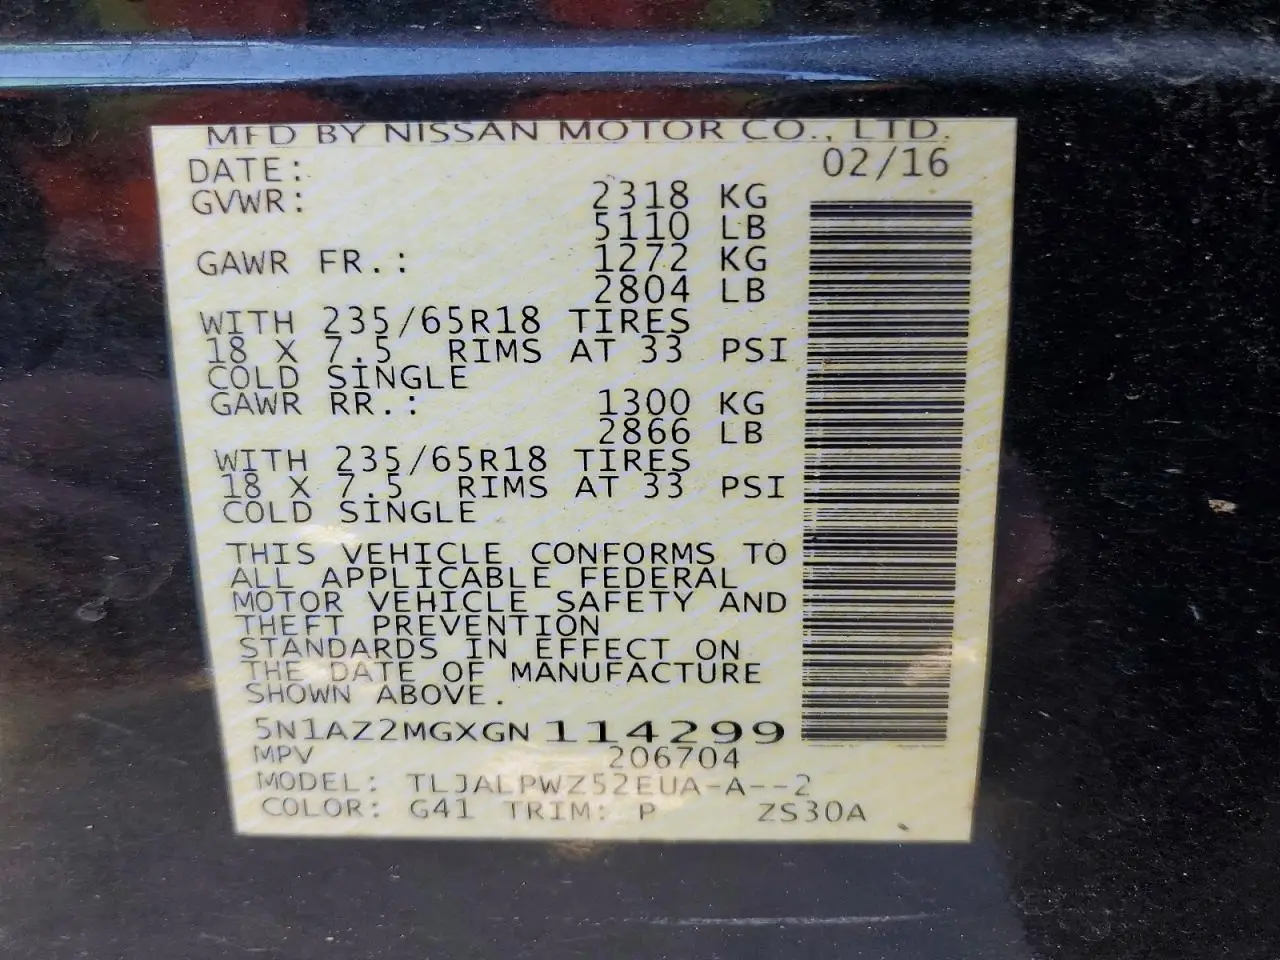 MFD BY NISSAN MOTOR CO., LTD.
DATE: 02/16
GVWR: 2318 KG
5110 LB
GAWR FR.: 1272 KG
2804 LB
WITH 235/65R18 TIRES
18 X 7.5 RIMS AT 33 PSI
COLD SINGLE
GAWR RR.: 1300 KG
2866 LB
WITH 235/65R18 TIRES
18 X 7.5 RIMS AT 33 PSI
COLD SINGLE
THIS VEHICLE CONFORMS TO
ALL APPLICABLE FEDERAL
MOTOR VEHICLE SAFETY AND
THEFT PREVENTION
STANDARDS IN EFFECT ON
THE DATE OF MANUFACTURE
SHOWN ABOVE.
5N1AZ2MGXGN114299
MPV 206704
MODEL: TLJALPWZ52EUA-A--2
COLOR: G41 TRIM: P ZS30A